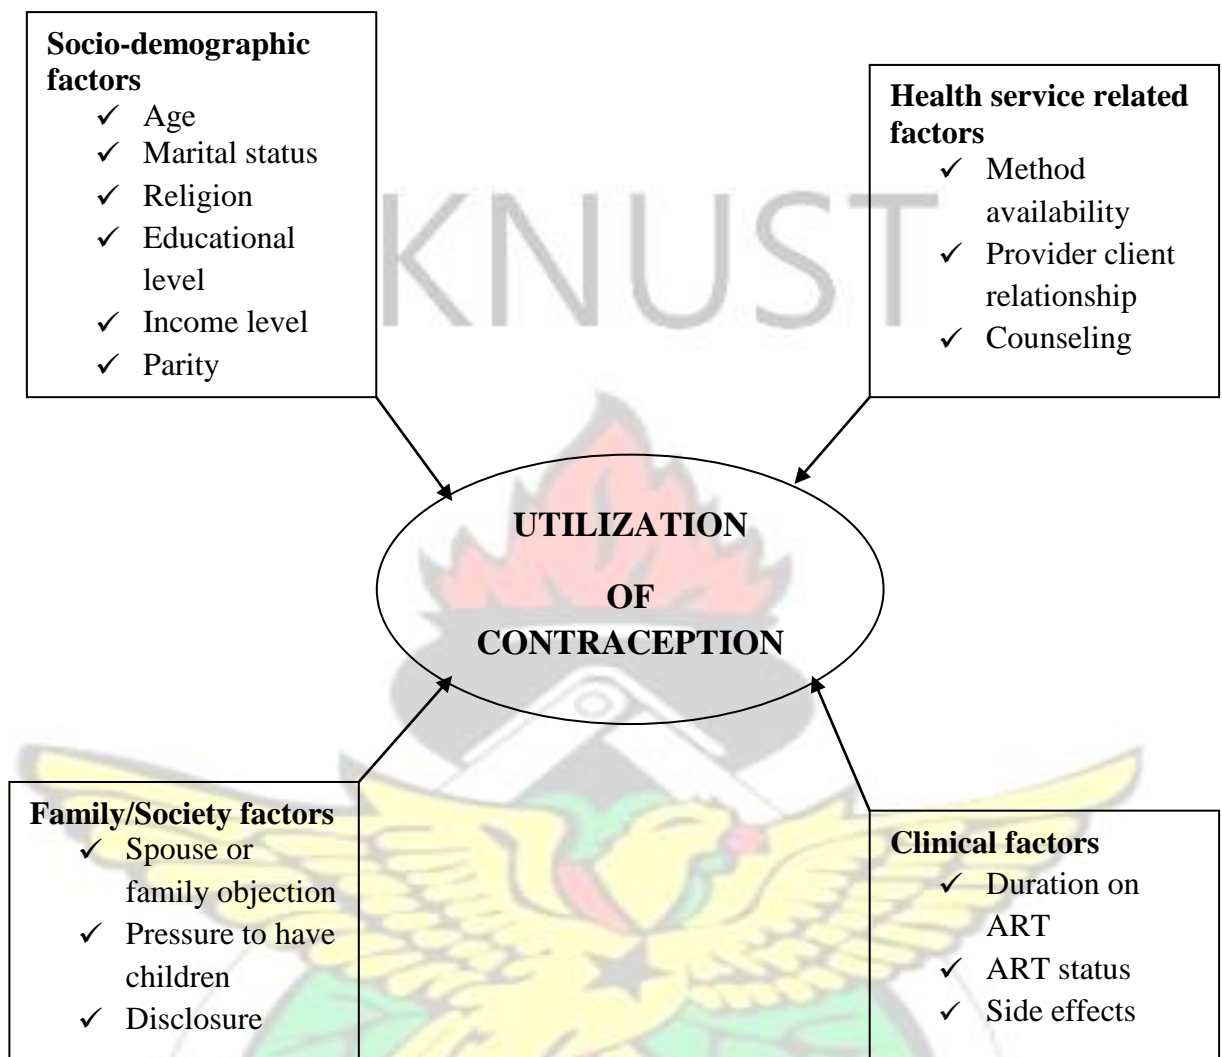 Socio-demographic
factors
✓ Age
✓ Marital status
✓ Religion
✓ Educational
level
✓ Income level
✓ Parity
Health service related
factors
✓ Method
availability
✓ Provider client
relationship
✓ Counseling
KNUST
UTILIZATION
OF
CONTRACEPTION
Family/Society factors
✓ Spouse or
family objection
✓ Pressure to have
children
✓ Disclosure
Clinical factors
✓ Duration on
ART
✓ ART status
✓ Side effects